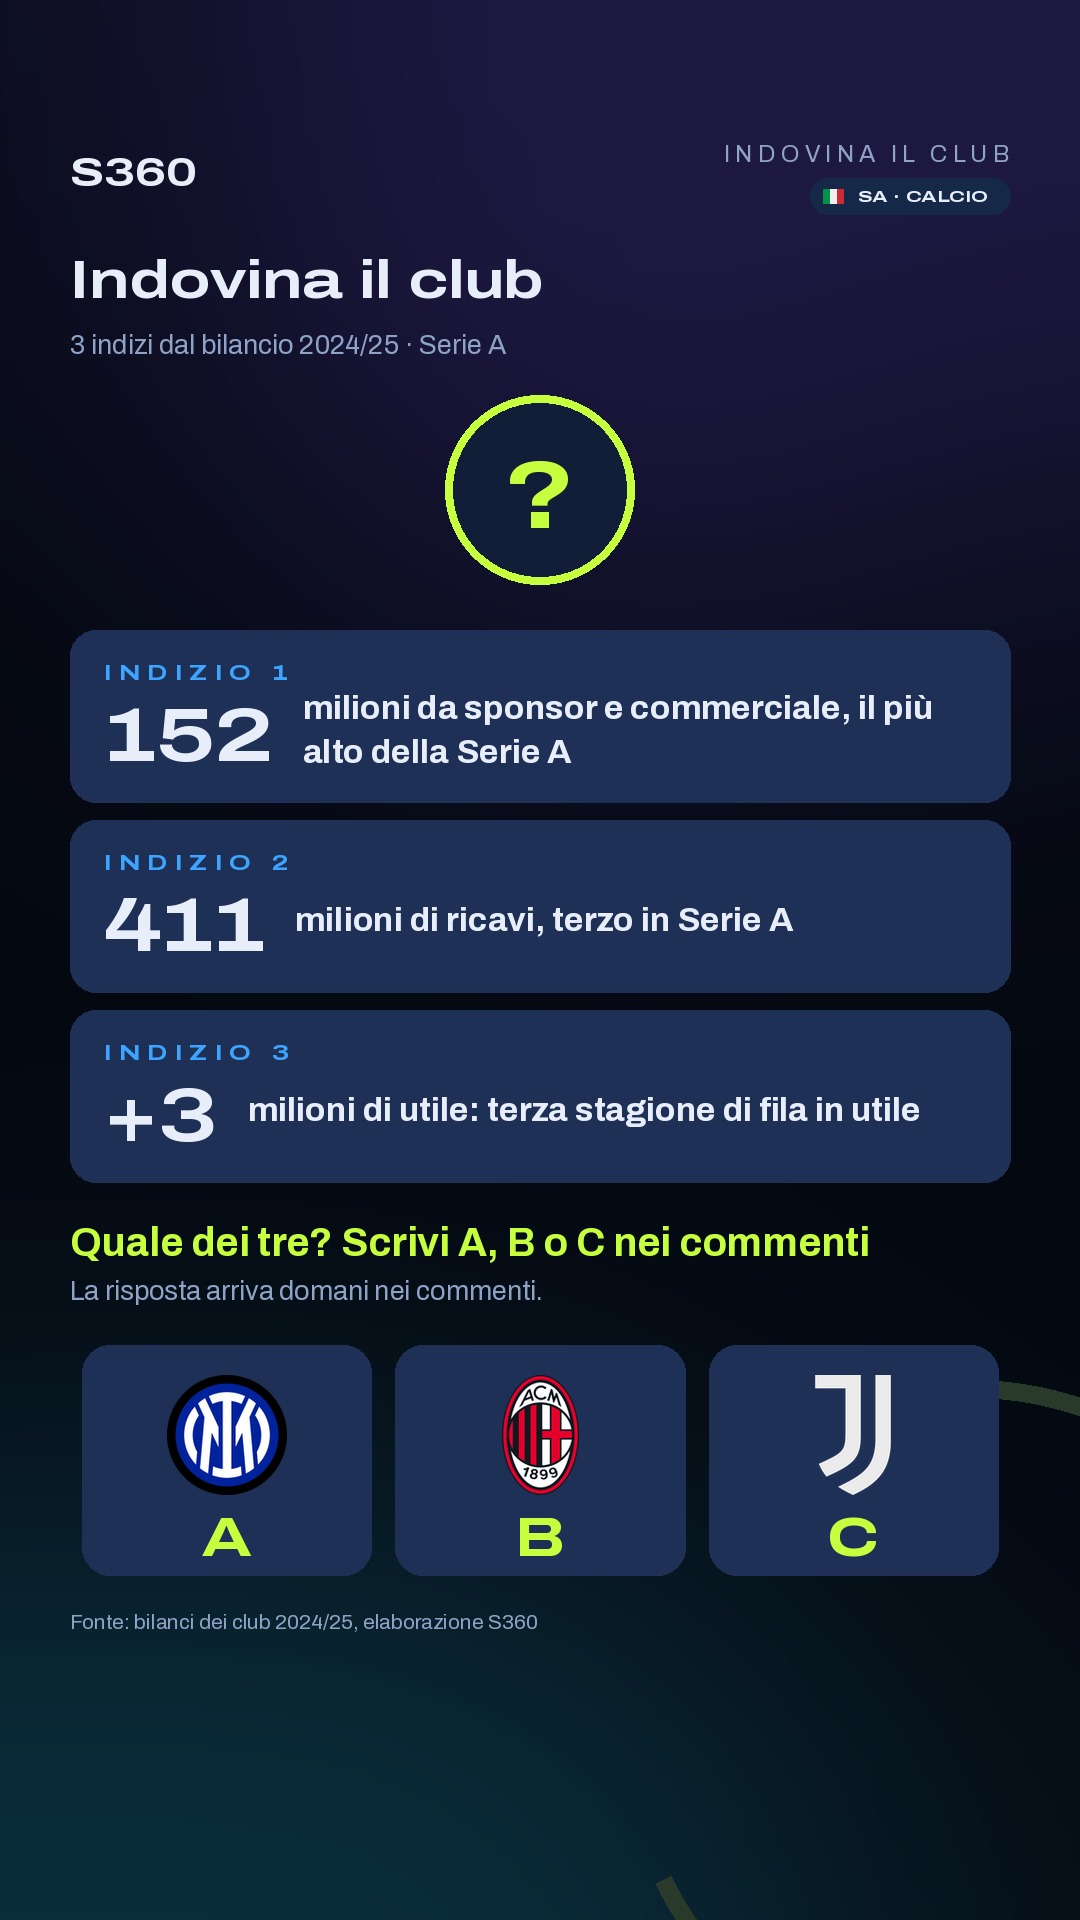 S360
INDOVINA IL CLUB
SA · CALCIO
Indovina il club
3 indizi dal bilancio 2024/25 · Serie A
?
INDIZIO 1
152 milioni da sponsor e commerciale, il più
alto della Serie A
INDIZIO 2
411 milioni di ricavi, terzo in Serie A
INDIZIO 3
+3 milioni di utile: terza stagione di fila in utile
Quale dei tre? Scrivi A, B o C nei commenti
La risposta arriva domani nei commenti.
ACM
1899
A B C
Fonte: bilanci dei club 2024/25, elaborazione S360